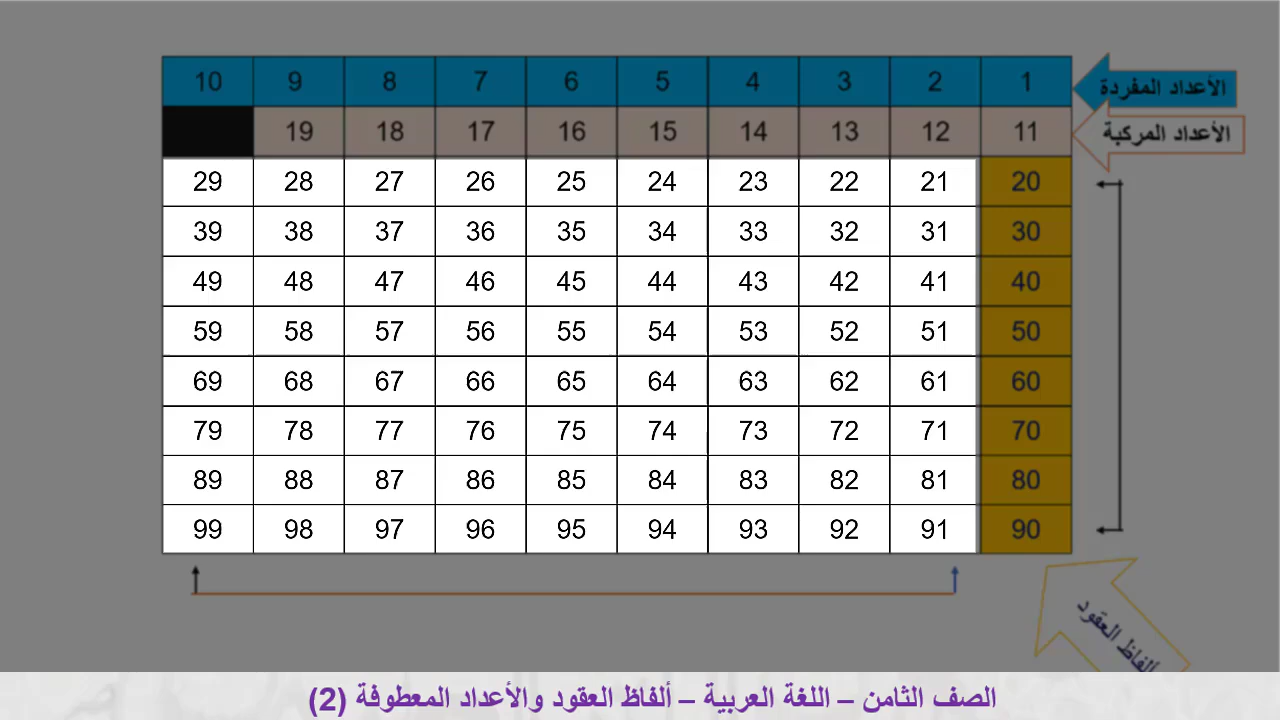 الأعداد المفردة 1 2 3 4 5 6 7 8 9 10
الأعداد المركبة 11 12 13 14 15 16 17 18 19
20 21 22 23 24 25 26 27 28 29
30 31 32 33 34 35 36 37 38 39
40 41 42 43 44 45 46 47 48 49
50 51 52 53 54 55 56 57 58 59
60 61 62 63 64 65 66 67 68 69
70 71 72 73 74 75 76 77 78 79
80 81 82 83 84 85 86 87 88 89
90 91 92 93 94 95 96 97 98 99
ألفاظ العقود
الصف الثامن – اللغة العربية – ألفاظ العقود والأعداد المعطوفة (2)